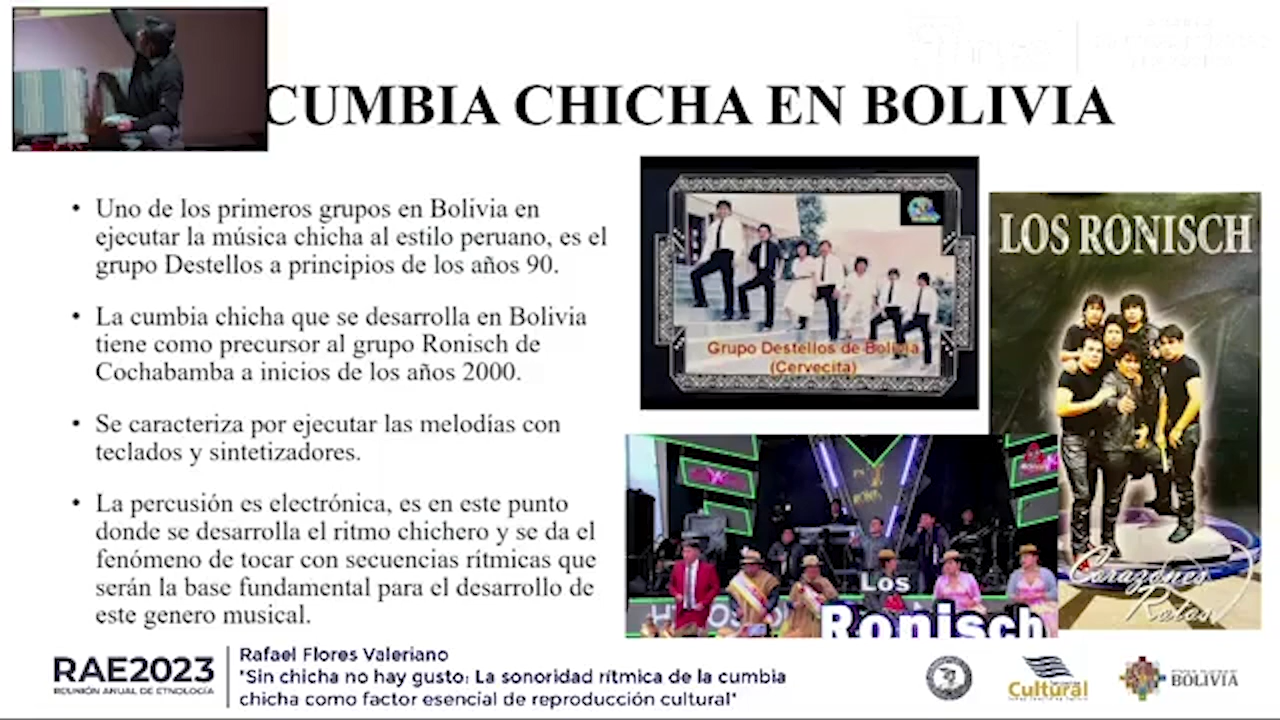 CUMBIA CHICHA EN BOLIVIA
• Uno de los primeros grupos en Bolivia en
ejecutar la música chicha al estilo peruano, es el
grupo Destellos a principios de los años 90.
• La cumbia chicha que se desarrolla en Bolivia
tiene como precursor al grupo Ronisch de
Cochabamba a inicios de los años 2000.
• Se caracteriza por ejecutar las melodías con
teclados y sintetizadores.
• La percusión es electrónica, es en este punto
donde se desarrolla el ritmo chichero y se da el
fenómeno de tocar con secuencias rítmicas que
serán la base fundamental para el desarrollo de
este genero musical.
Grupo Destellos de Bolivia
(Cervecita)
LOS RONISCH
Corazones
Rotos
Los
Ronisch
RAE2023
REUNIÓN ANUAL DE ETNOLOGÍA
Rafael Flores Valeriano
"Sin chicha no hay gusto: La sonoridad rítmica de la cumbia
chicha como factor esencial de reproducción cultural"
Cultural
BOLIVIA